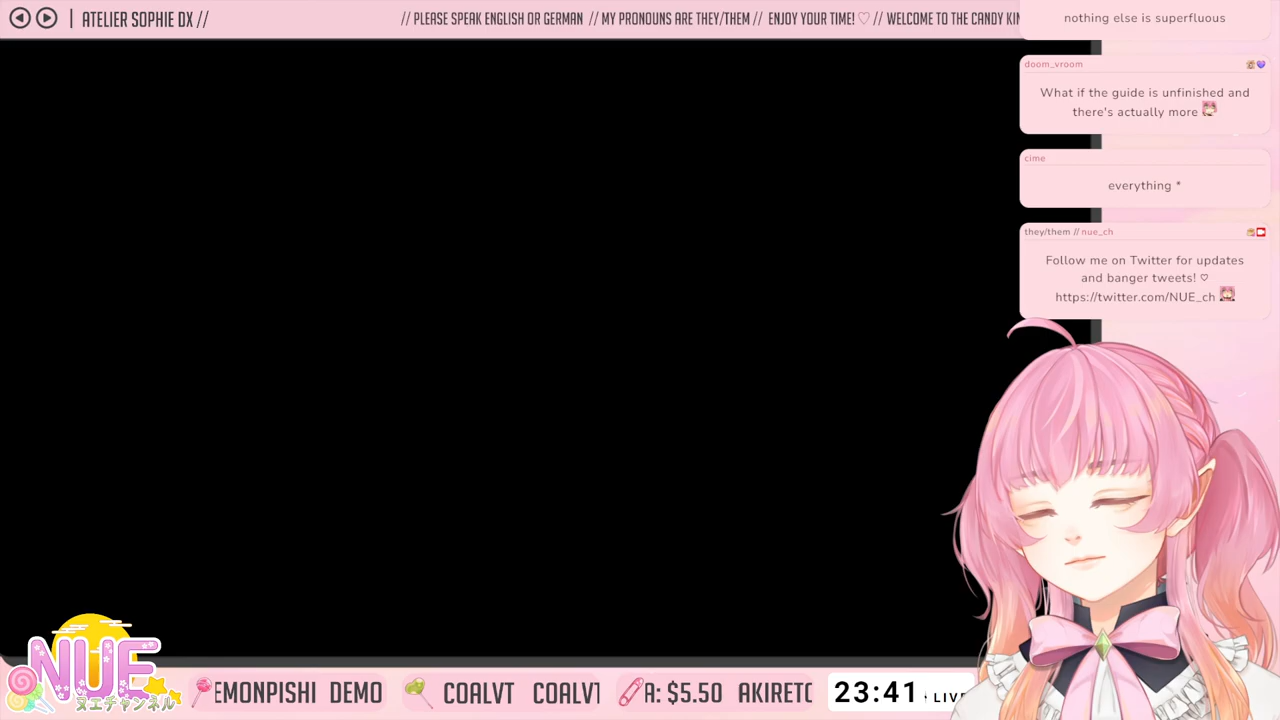 | ATELIER SOPHIE DX //
// PLEASE SPEAK ENGLISH OR GERMAN // MY PRONOUNS ARE THEY/THEM // ENJOY YOUR TIME! ♡ // WELCOME TO THE CANDY KIN
nothing else is superfluous
doom_vroom
What if the guide is unfinished and
there's actually more
cime
everything *
they/them // nue_ch
Follow me on Twitter for updates
and banger tweets! ♡
https://twitter.com/NUE_ch
NUE
ヌエチャンネル
EMONPISHI DEMO
COALVT COALVT
A: $5.50 AKIRETO
23:41
LIVE